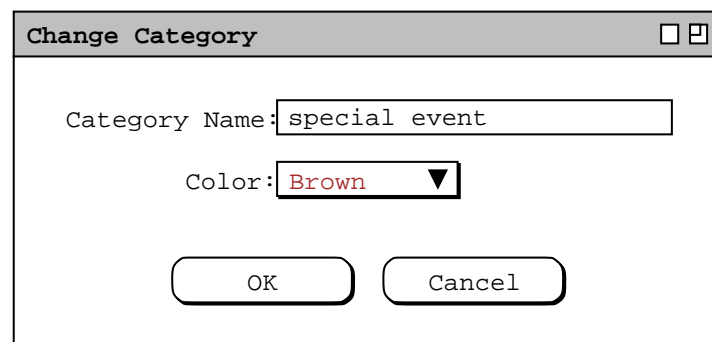 Change Category
Category Name: special event
Color: Brown
OK Cancel